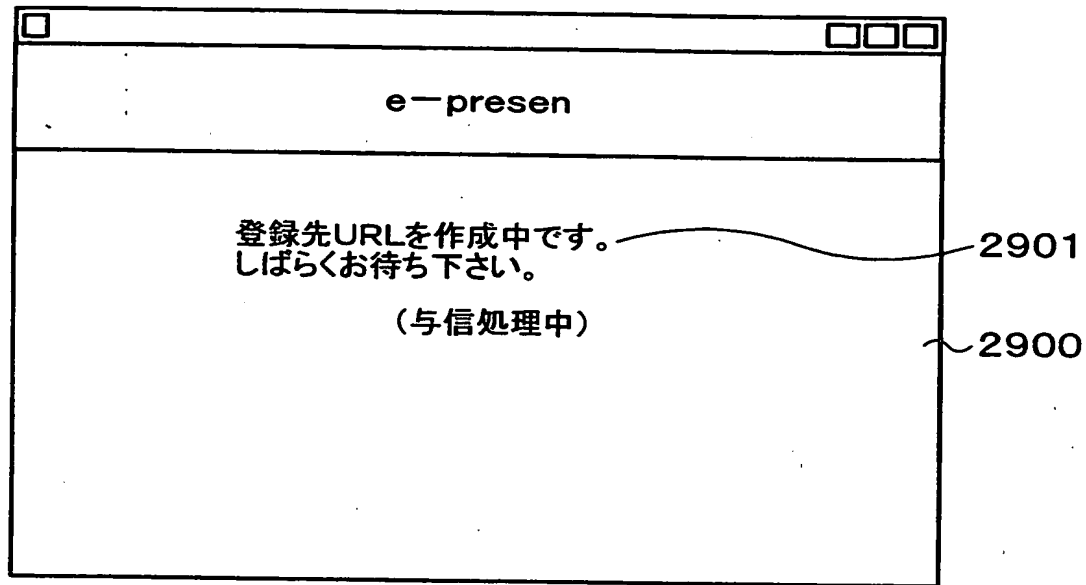 e−presen
登録先URLを作成中です。
しばらくお待ち下さい。
(与信処理中)
2901
2900